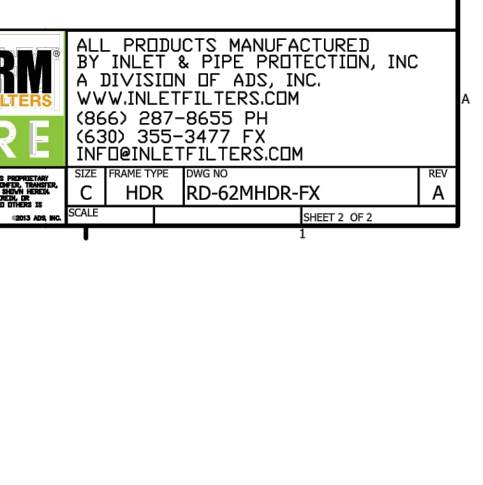 ALL PRODUCTS MANUFACTURED
BY INLET & PIPE PROTECTION, INC
A DIVISION OF ADS, INC.
WWW.INLETFILTERS.COM
(866) 287-8655 PH
(630) 355-3477 FX
INFO@INLETFILTERS.COM
RM®
LTERS
RE
A
S PROPRIETARY
ONFER, TRANSFER,
SHOWN HEREIN.
REIN, OR
O OTHERS IS
©2013 ADS, INC.
SIZE FRAME TYPE DWG NO REV
C HDR RD-62MHDR-FX A
SCALE SHEET 2 OF 2
1